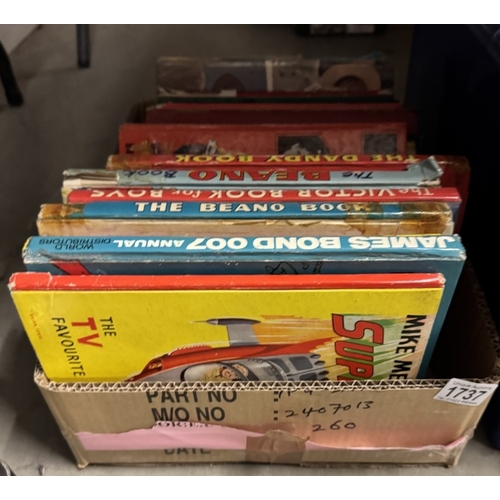 THE DANDY BOOK
The BEANO Book
The VICTOR BOOK for BOYS
THE BEANO BOOK
JAMES BOND 007 ANNUAL
WORLD
DISTRIBUTORS
THE
TV
FAVOURITE
MIKE
SUP
PART NO
M/O NO
DATE
2407013
260
1737